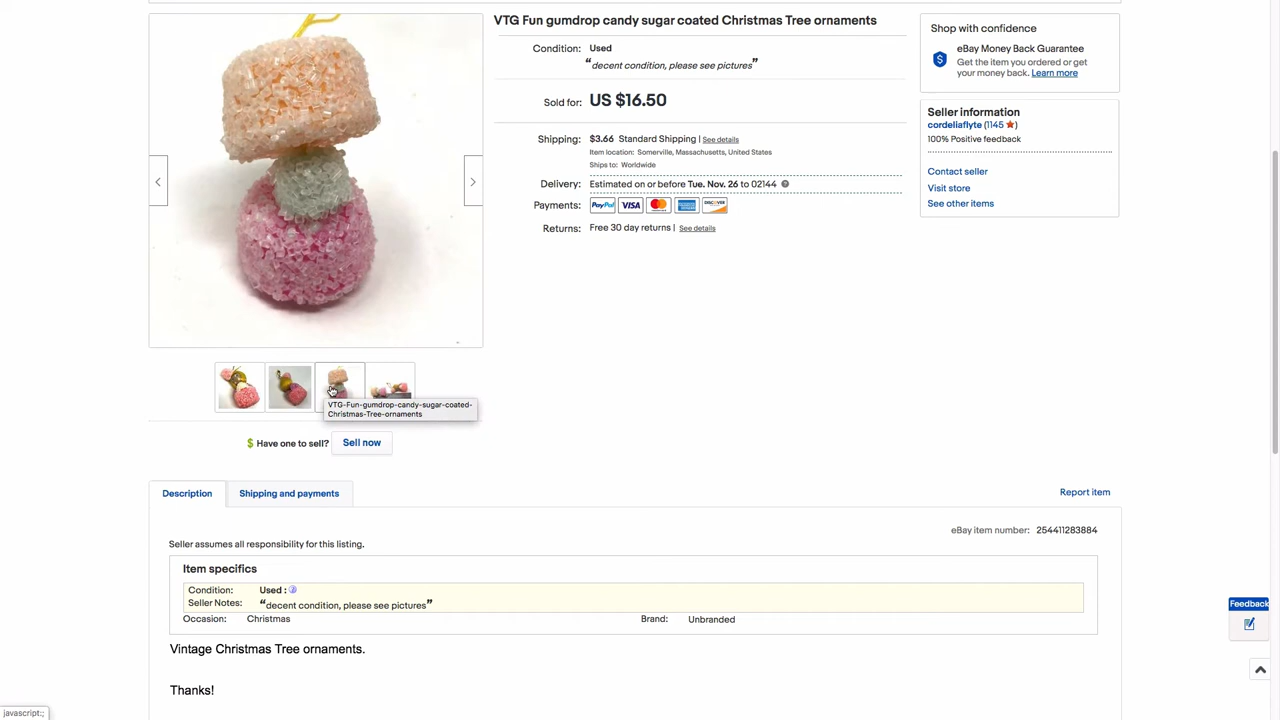 VTG Fun gumdrop candy sugar coated Christmas Tree ornaments
Condition: Used
“decent condition, please see pictures”
Sold for: US $16.50
Shipping: $3.66 Standard Shipping | See details
Item location: Somerville, Massachusetts, United States
Ships to: Worldwide
Delivery: Estimated on or before Tue. Nov. 26 to 02144
Payments: PayPal VISA
Returns: Free 30 day returns | See details
Shop with confidence
eBay Money Back Guarantee
Get the item you ordered or get
your money back. Learn more
Seller information
cordeliaflyte (1145)
100% Positive feedback
Contact seller
Visit store
See other items
VTG-Fun-gumdrop-candy-sugar-coated-
Christmas-Tree-ornaments
$ Have one to sell? Sell now
Description Shipping and payments Report item
eBay item number: 254411283884
Seller assumes all responsibility for this listing.
Item specifics
Condition: Used :
Seller Notes: “decent condition, please see pictures”
Occasion: Christmas Brand: Unbranded
Vintage Christmas Tree ornaments.
Thanks!
Feedback
javascript:;